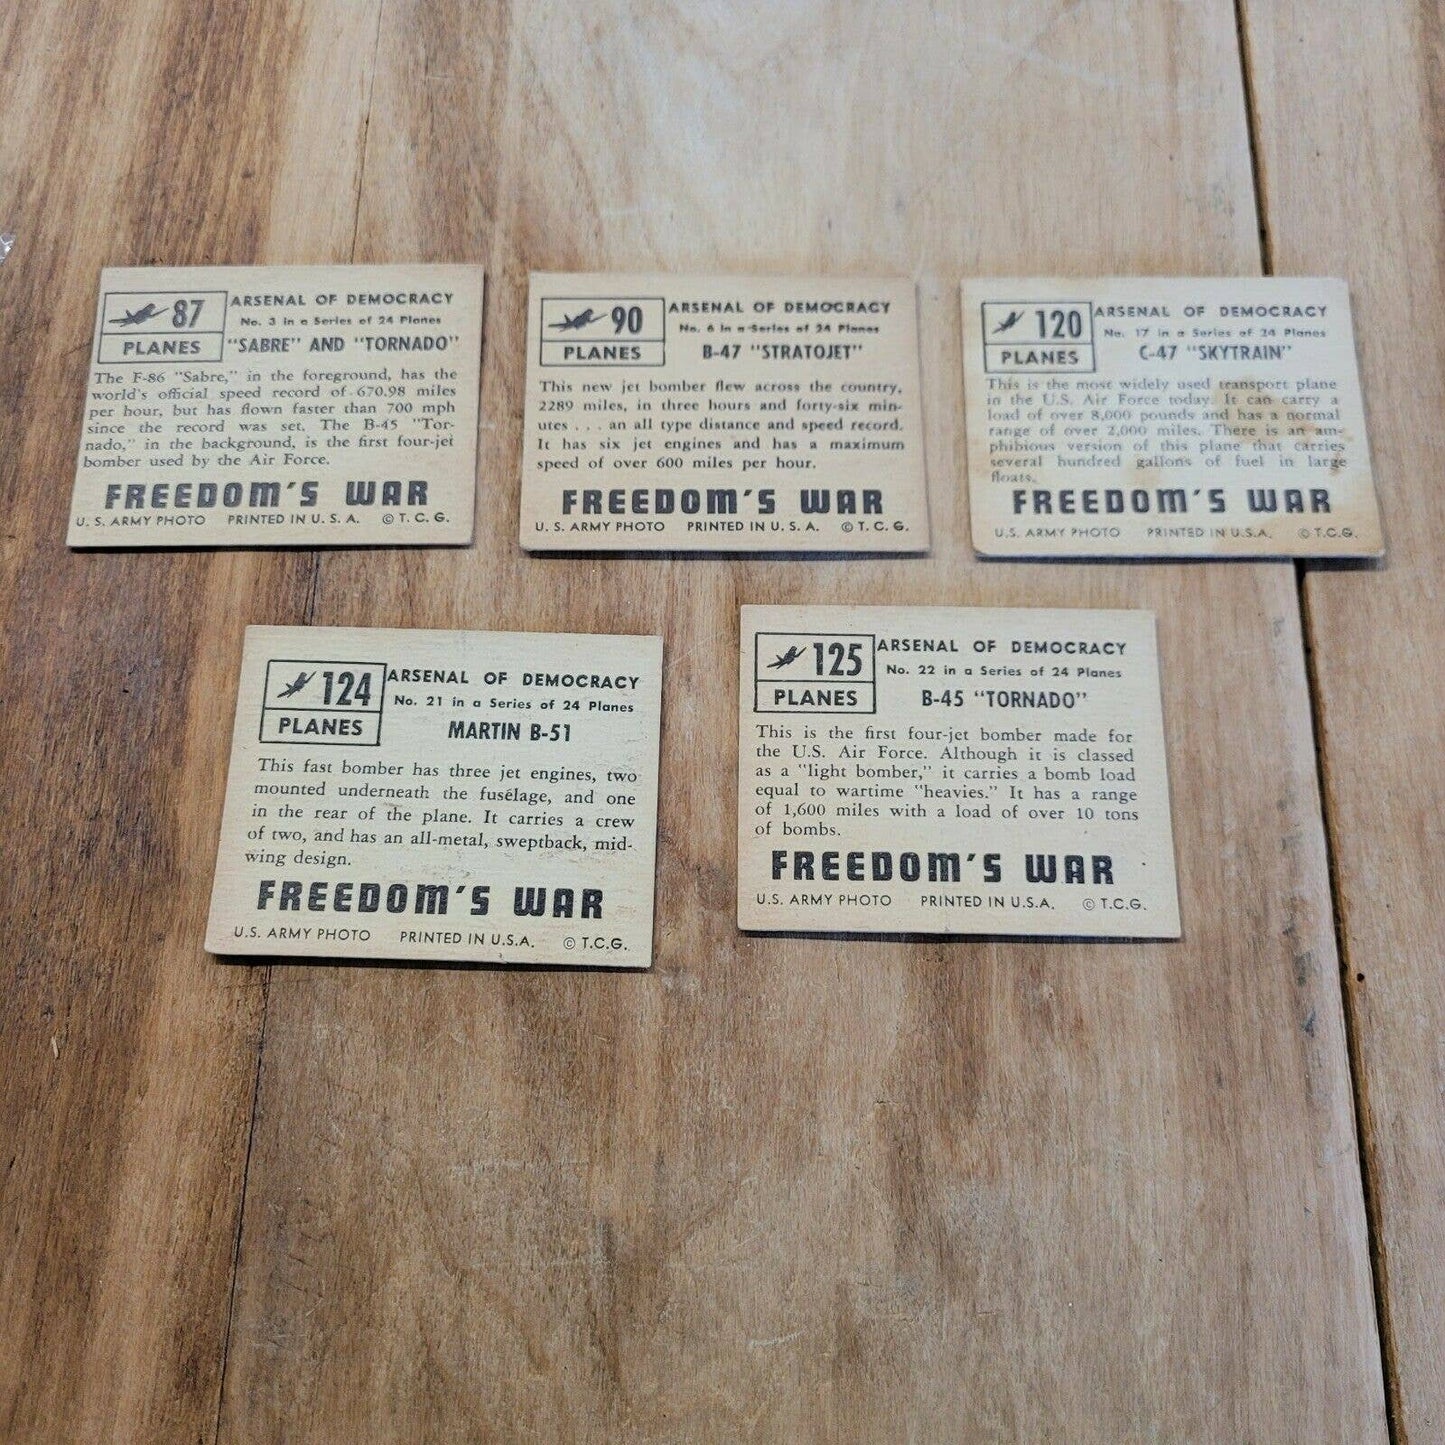 87
PLANES
ARSENAL OF DEMOCRACY
No. 3 in a Series of 24 Planes
"SABRE" AND "TORNADO"
The F-86 "Sabre," in the foreground, has the
world's official speed record of 670.98 miles
per hour, but has flown faster than 700 mph
since the record was set. The B-45 "Tor-
nado," in the background, is the first four-jet
bomber used by the Air Force.
FREEDOM'S WAR
U. S. ARMY PHOTO PRINTED IN U. S. A. © T. C. G.
90
PLANES
ARSENAL OF DEMOCRACY
No. 6 in a Series of 24 Planes
B-47 "STRATOJET"
This new jet bomber flew across the country,
2289 miles, in three hours and forty-six min-
utes . . . an all type distance and speed record.
It has six jet engines and has a maximum
speed of over 600 miles per hour.
FREEDOM'S WAR
U. S. ARMY PHOTO PRINTED IN U. S. A. © T. C. G.
120
PLANES
ARSENAL OF DEMOCRACY
No. 17 in a Series of 24 Planes
C-47 "SKYTRAIN"
This is the most widely used transport plane
in the U.S. Air Force today. It can carry a
load of over 8,000 pounds and has a normal
range of over 2,000 miles. There is an am-
phibious version of this plane that carries
several hundred gallons of fuel in large
floats.
FREEDOM'S WAR
U.S. ARMY PHOTO PRINTED IN U.S.A. © T.C.G.
124
PLANES
ARSENAL OF DEMOCRACY
No. 21 in a Series of 24 Planes
MARTIN B-51
This fast bomber has three jet engines, two
mounted underneath the fuselage, and one
in the rear of the plane. It carries a crew
of two, and has an all-metal, sweptback, mid-
wing design.
FREEDOM'S WAR
U.S. ARMY PHOTO PRINTED IN U.S.A. © T.C.G.
125
PLANES
ARSENAL OF DEMOCRACY
No. 22 in a Series of 24 Planes
B-45 "TORNADO"
This is the first four-jet bomber made for
the U.S. Air Force. Although it is classed
as a "light bomber," it carries a bomb load
equal to wartime "heavies." It has a range
of 1,600 miles with a load of over 10 tons
of bombs.
FREEDOM'S WAR
U.S. ARMY PHOTO PRINTED IN U.S.A. © T.C.G.